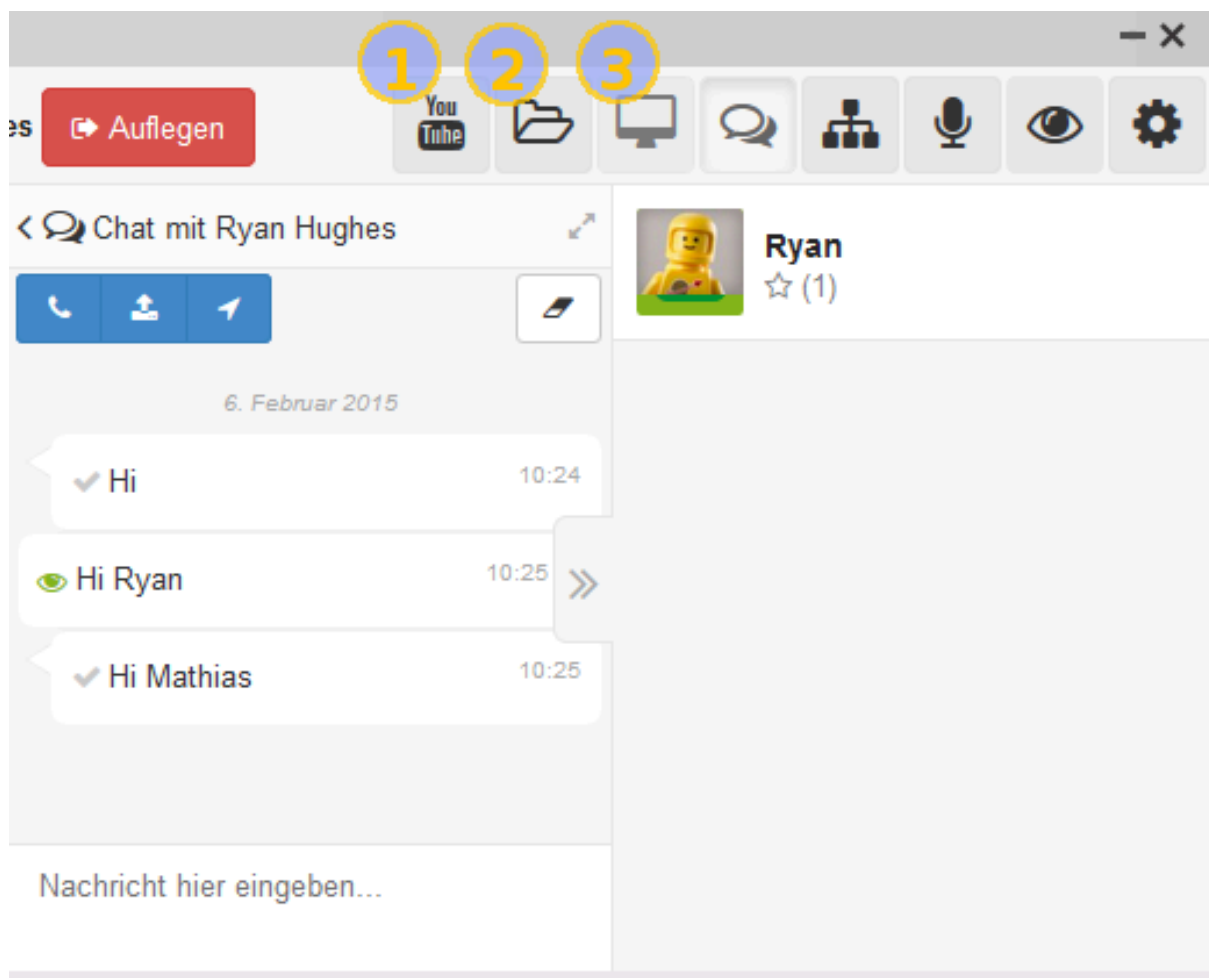 1 2 3
es Auflegen You Tube
Chat mit Ryan Hughes
Ryan
(1)
6. Februar 2015
Hi 10:24
Hi Ryan 10:25
Hi Mathias 10:25
Nachricht hier eingeben...